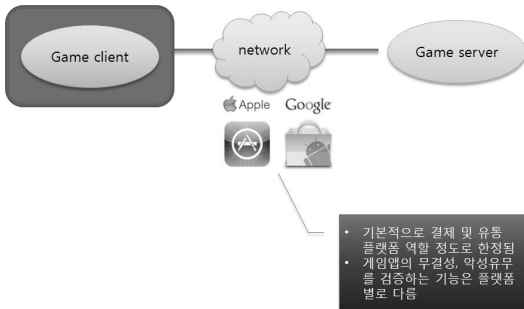 Game client
network
Game server
Apple
Google
• 기본적으로 결제 및 유통
플랫폼 역할 정도로 한정됨
• 게임앱의 무결성, 악성유무
를 검증하는 기능은 플랫폼
별로 다름